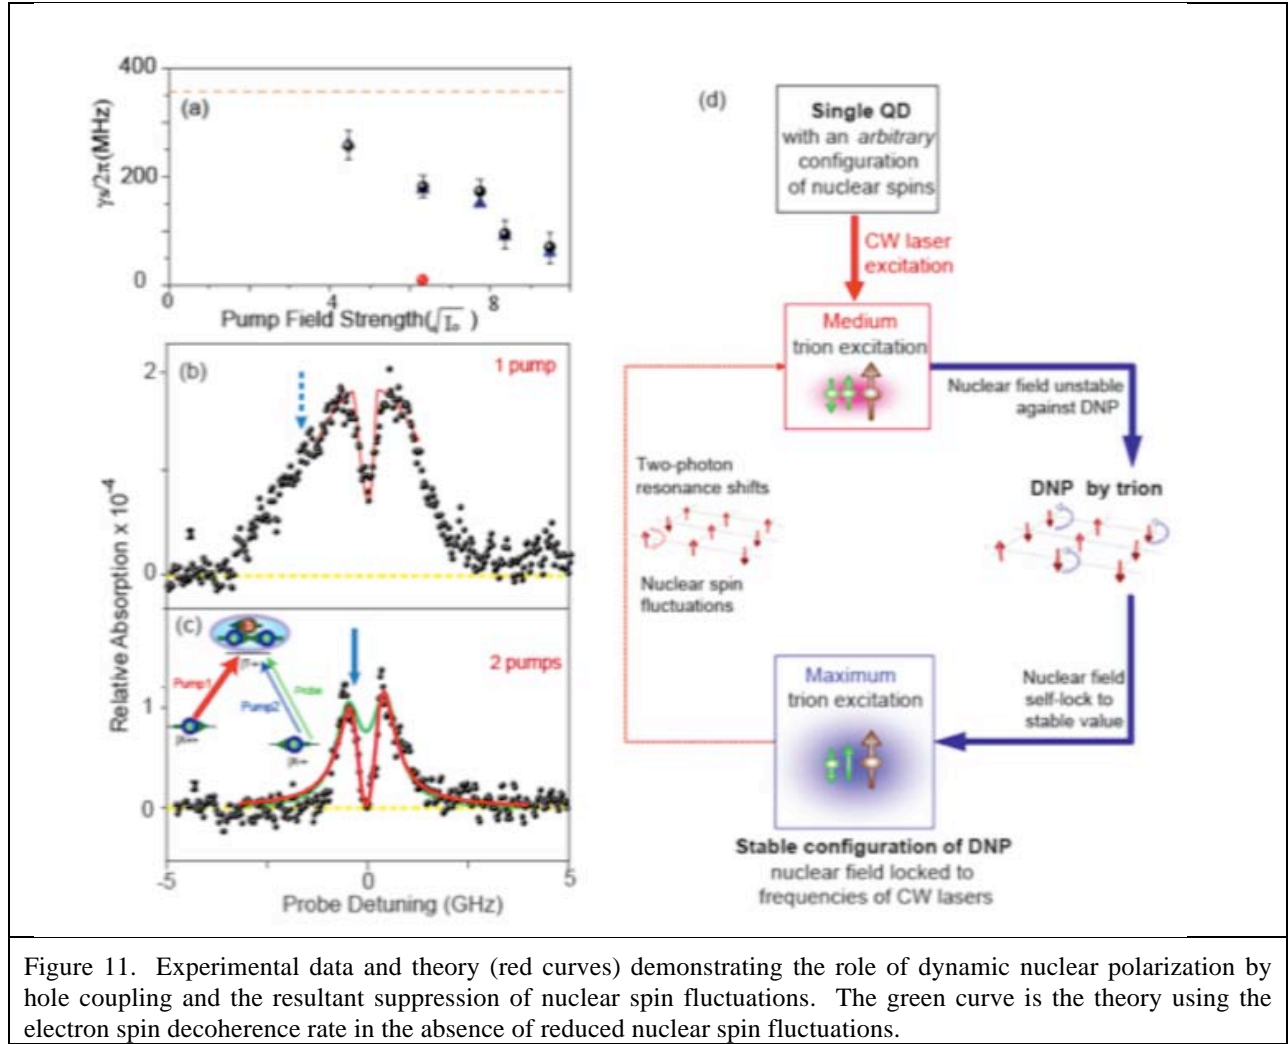 400
(a)
200
0
γs/2π(MHz)
0
4
8
Pump Field Strength(√I₀ )
(b)
1 pump
2
0
Relative Absorption x 10⁻⁴
(c)
2 pumps
Pump1
Pump2
Probe
1
0
-5
0
5
Probe Detuning (GHz)
(d)
Single QD
with an arbitrary
configuration
of nuclear spins
CW laser
excitation
Medium
trion excitation
Nuclear field unstable
against DNP
Two-photon
resonance shifts
DNP by trion
Nuclear spin
fluctuations
Maximum
trion excitation
Nuclear field
self-lock to
stable value
Stable configuration of DNP
nuclear field locked to
frequencies of CW lasers
Figure 11. Experimental data and theory (red curves) demonstrating the role of dynamic nuclear polarization by
hole coupling and the resultant suppression of nuclear spin fluctuations. The green curve is the theory using the
electron spin decoherence rate in the absence of reduced nuclear spin fluctuations.